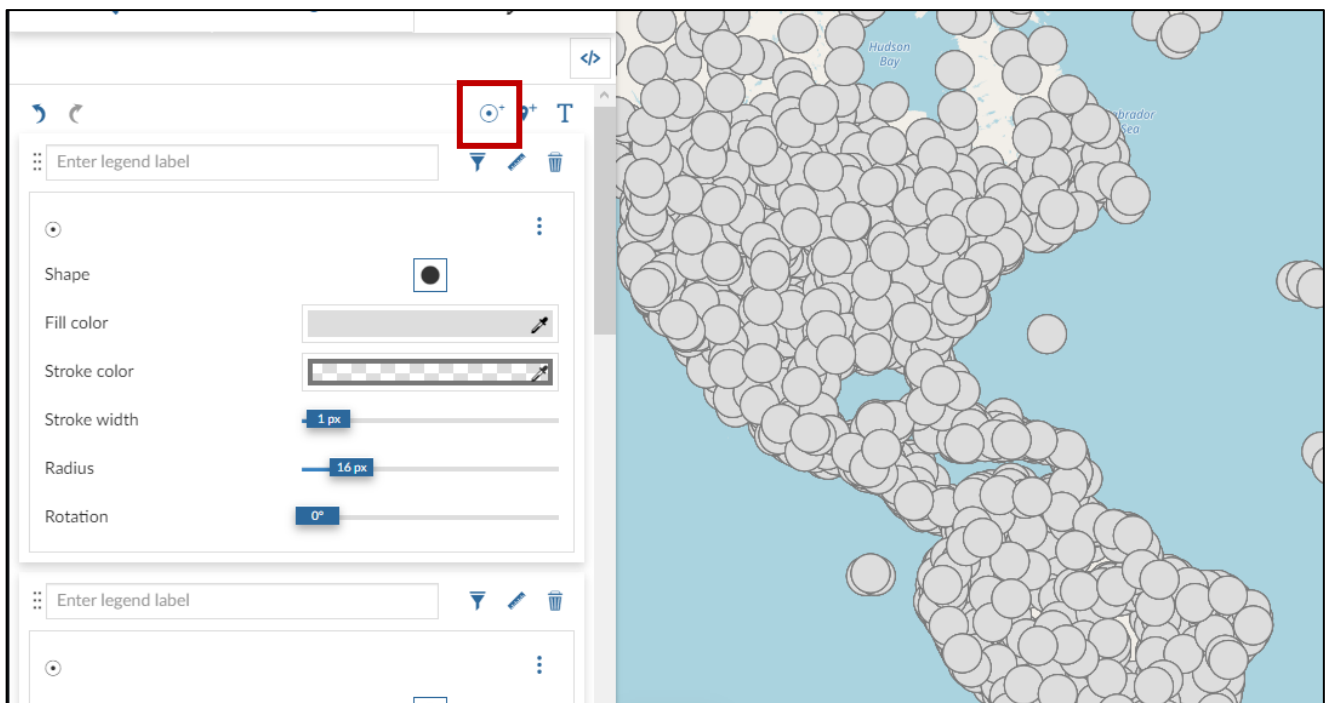 Hudson
Bay
</>
T
brador
Sea
Enter legend label
Shape
Fill color
Stroke color
Stroke width
1 px
Radius
16 px
Rotation
0°
Enter legend label